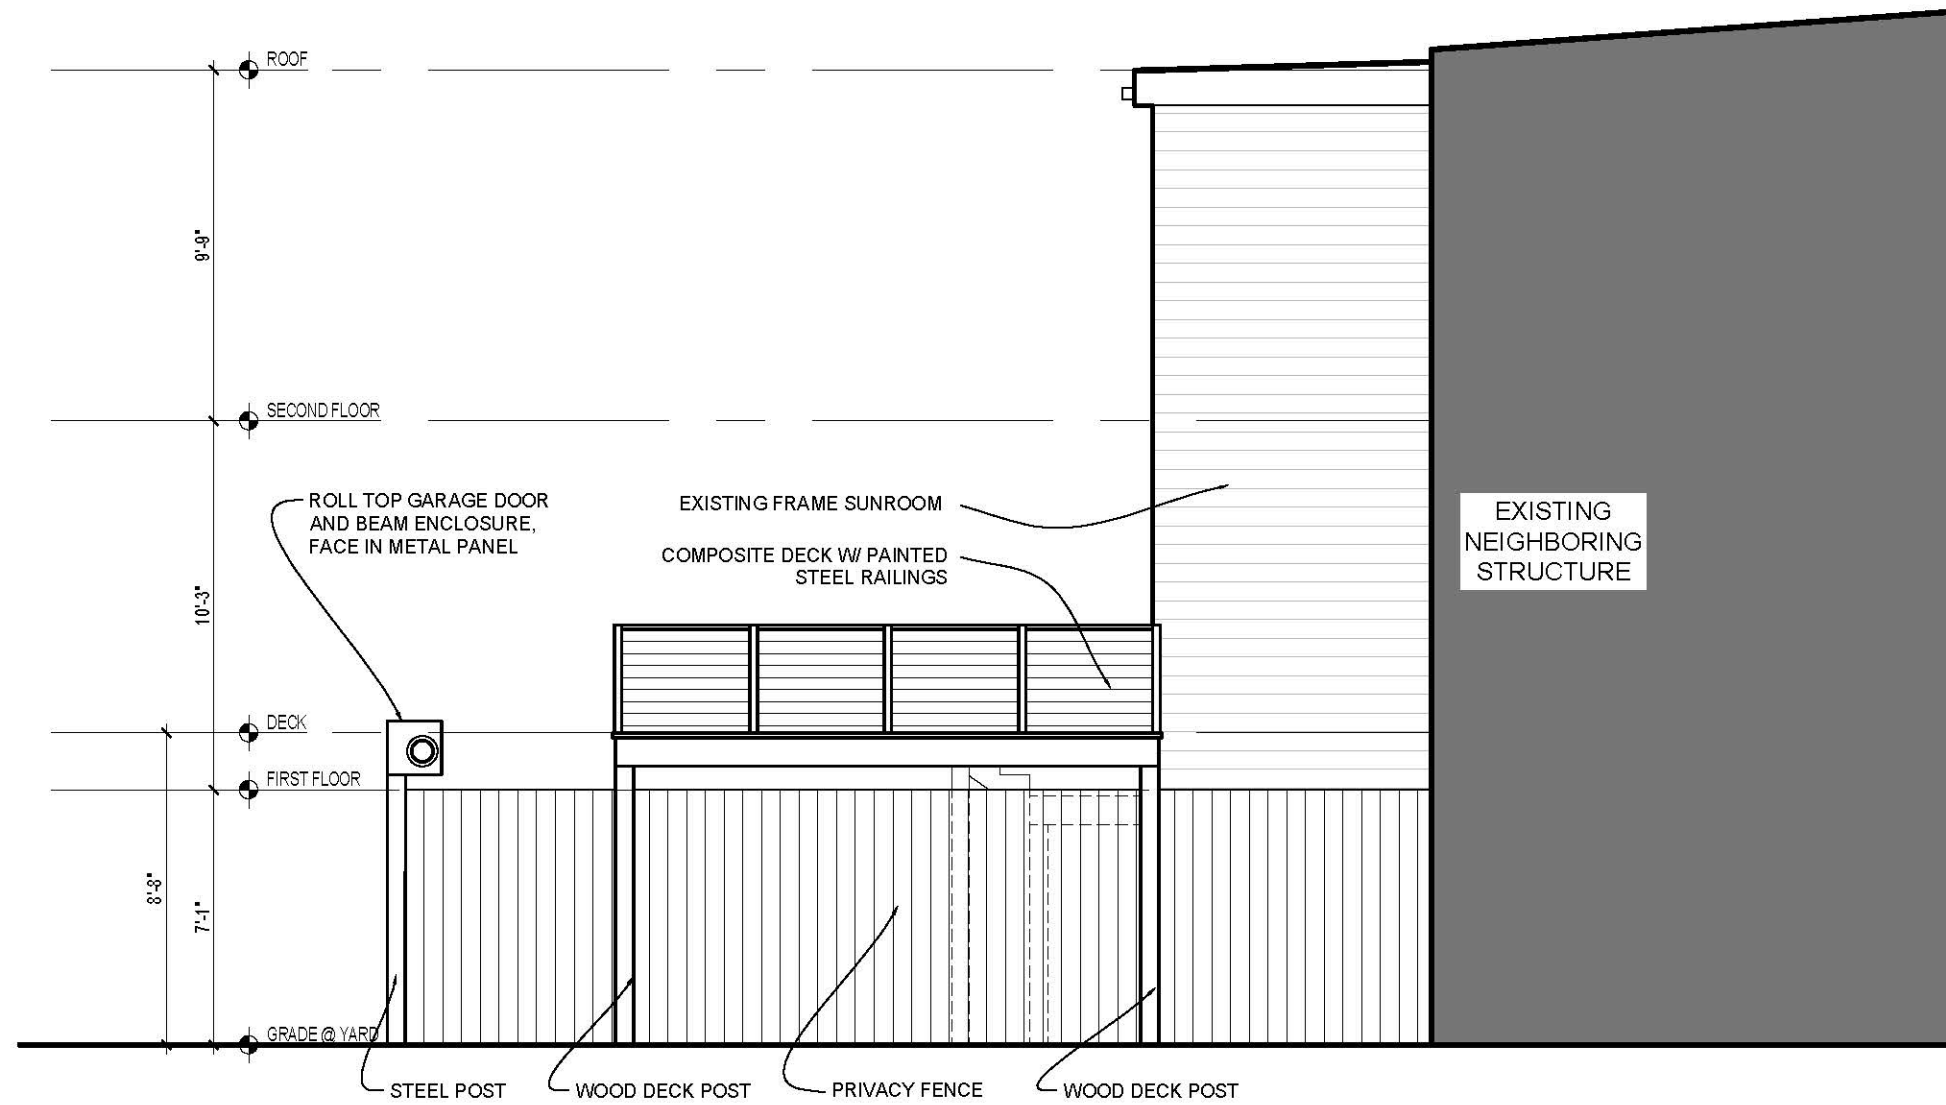 ROOF
9'-9"
SECOND FLOOR
ROLL TOP GARAGE DOOR
AND BEAM ENCLOSURE,
FACE IN METAL PANEL
EXISTING FRAME SUNROOM
COMPOSITE DECK W/ PAINTED
STEEL RAILINGS
EXISTING
NEIGHBORING
STRUCTURE
10'-3"
DECK
FIRST FLOOR
8'-8"
7'-1"
GRADE @ YARD
STEEL POST
WOOD DECK POST
PRIVACY FENCE
WOOD DECK POST